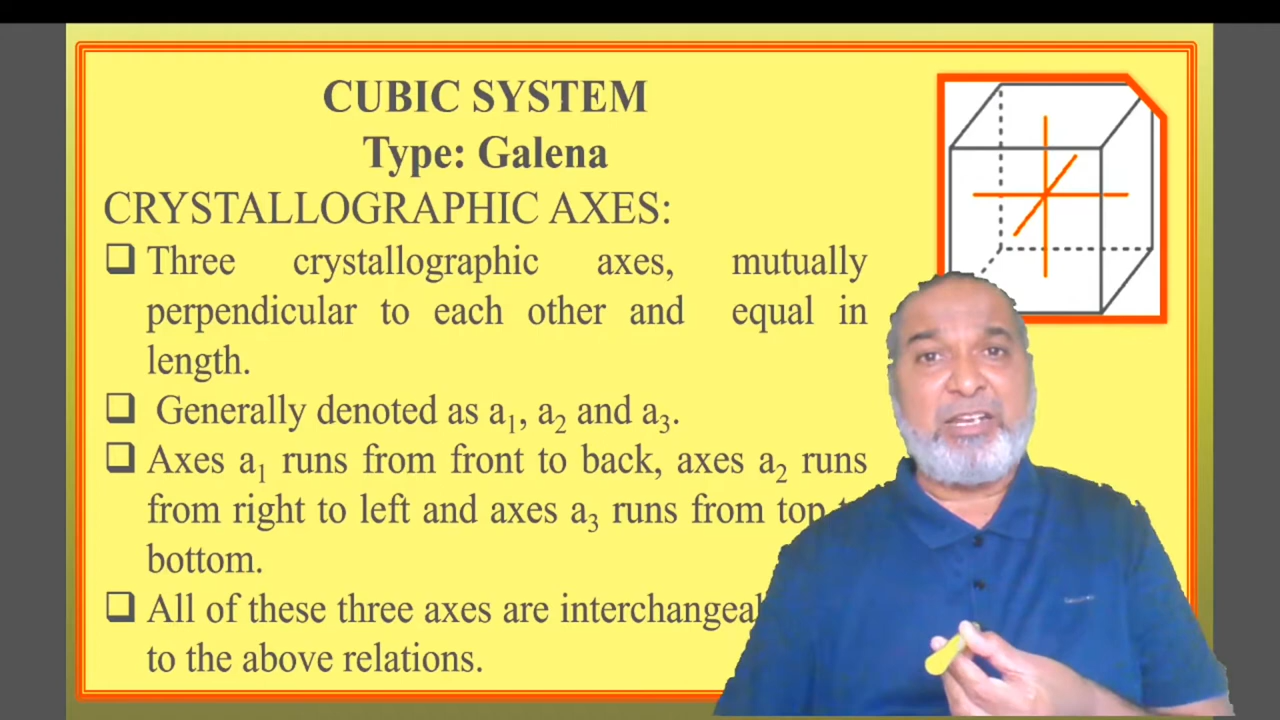 CUBIC SYSTEM
Type: Galena
CRYSTALLOGRAPHIC AXES:
Three crystallographic axes, mutually
perpendicular to each other and equal in
length.
Generally denoted as a₁, a₂ and a₃.
Axes a₁ runs from front to back, axes a₂ runs
from right to left and axes a₃ runs from top
bottom.
All of these three axes are
to the above relations.